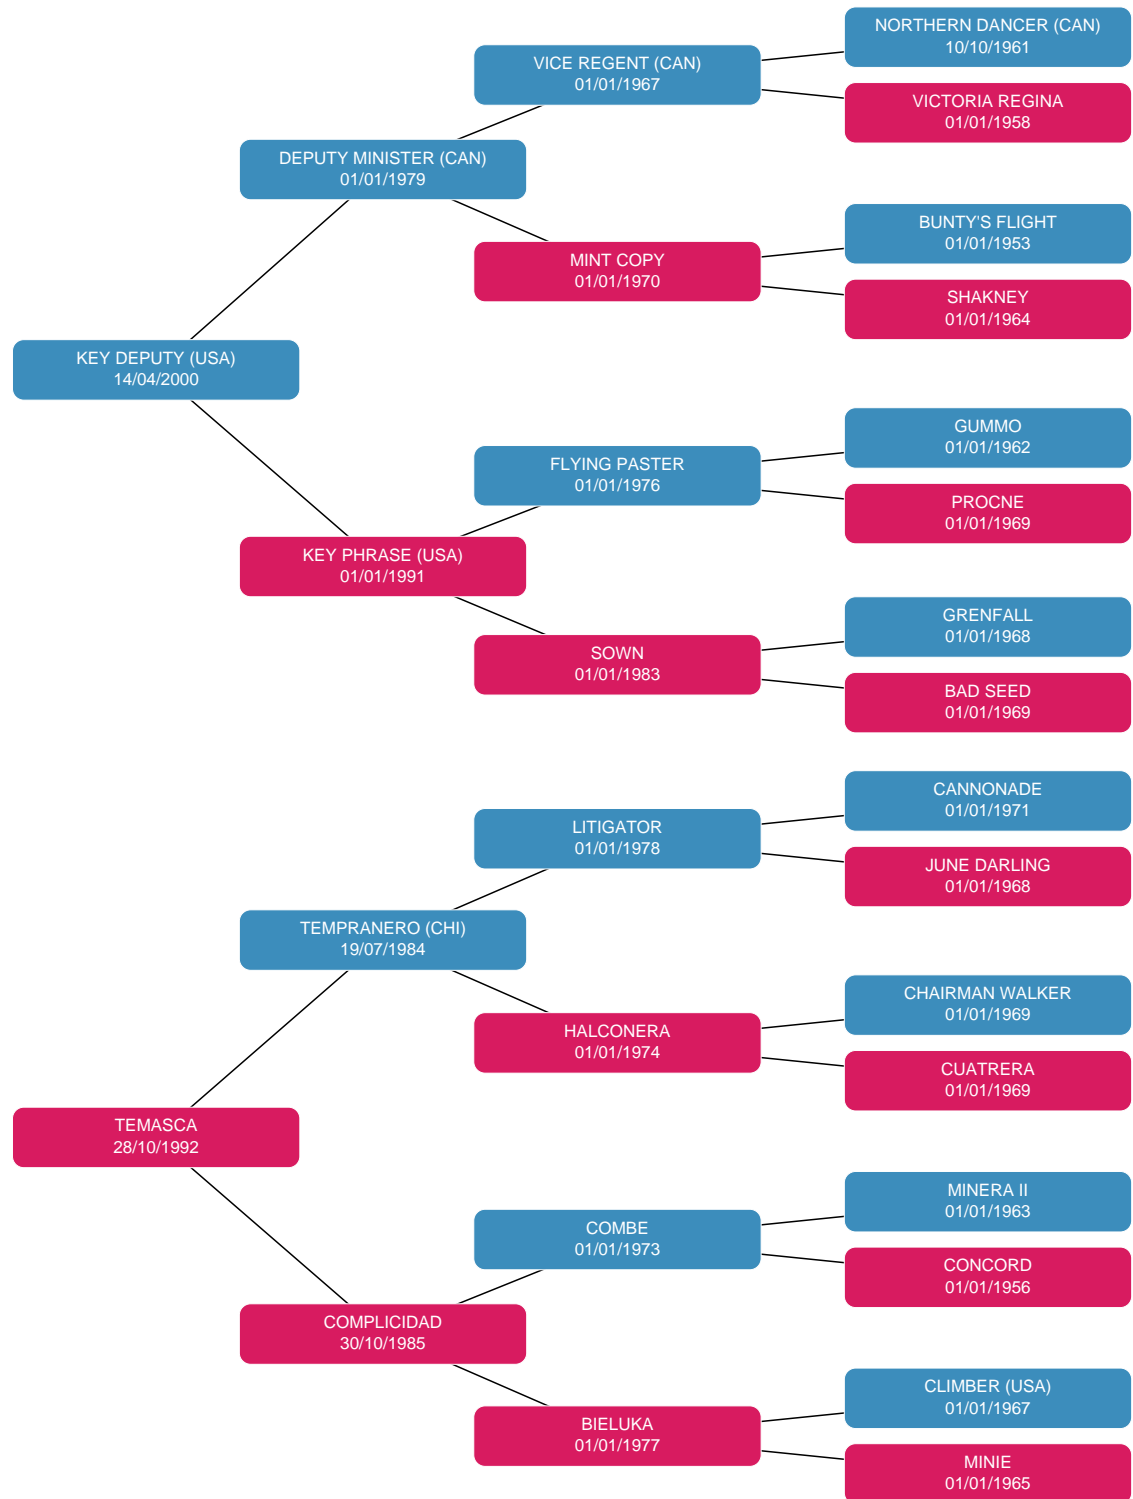 NORTHERN DANCER (CAN)
10/10/1961
VICE REGENT (CAN)
01/01/1967
VICTORIA REGINA
01/01/1958
DEPUTY MINISTER (CAN)
01/01/1979
BUNTY'S FLIGHT
01/01/1953
MINT COPY
01/01/1970
SHAKNEY
01/01/1964
KEY DEPUTY (USA)
14/04/2000
GUMMO
01/01/1962
FLYING PASTER
01/01/1976
PROCNE
01/01/1969
KEY PHRASE (USA)
01/01/1991
GRENFALL
01/01/1968
SOWN
01/01/1983
BAD SEED
01/01/1969
CANNONADE
01/01/1971
LITIGATOR
01/01/1978
JUNE DARLING
01/01/1968
TEMPRANERO (CHI)
19/07/1984
CHAIRMAN WALKER
01/01/1969
HALCONERA
01/01/1974
CUATRERA
01/01/1969
TEMASCA
28/10/1992
MINERA II
01/01/1963
COMBE
01/01/1973
CONCORD
01/01/1956
COMPLICIDAD
30/10/1985
CLIMBER (USA)
01/01/1967
BIELUKA
01/01/1977
MINIE
01/01/1965